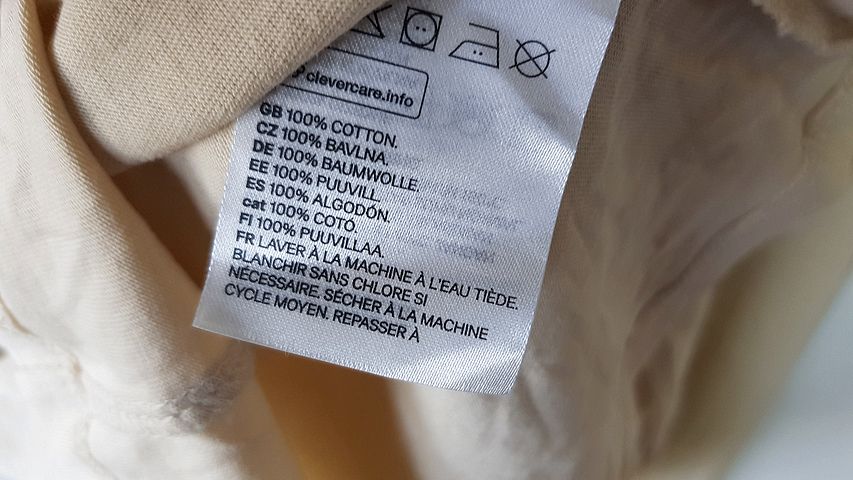 clevercare.info
GB 100% COTTON.
CZ 100% BAVLNA.
DE 100% BAUMWOLLE.
EE 100% PUUVILL.
ES 100% ALGODÓN.
cat 100% COTÓ.
FI 100% PUUVILLAA.
FR LAVER À LA MACHINE À L'EAU TIÈDE.
BLANCHIR SANS CHLORE SI
NÉCESSAIRE. SÉCHER À LA MACHINE
CYCLE MOYEN. REPASSER À